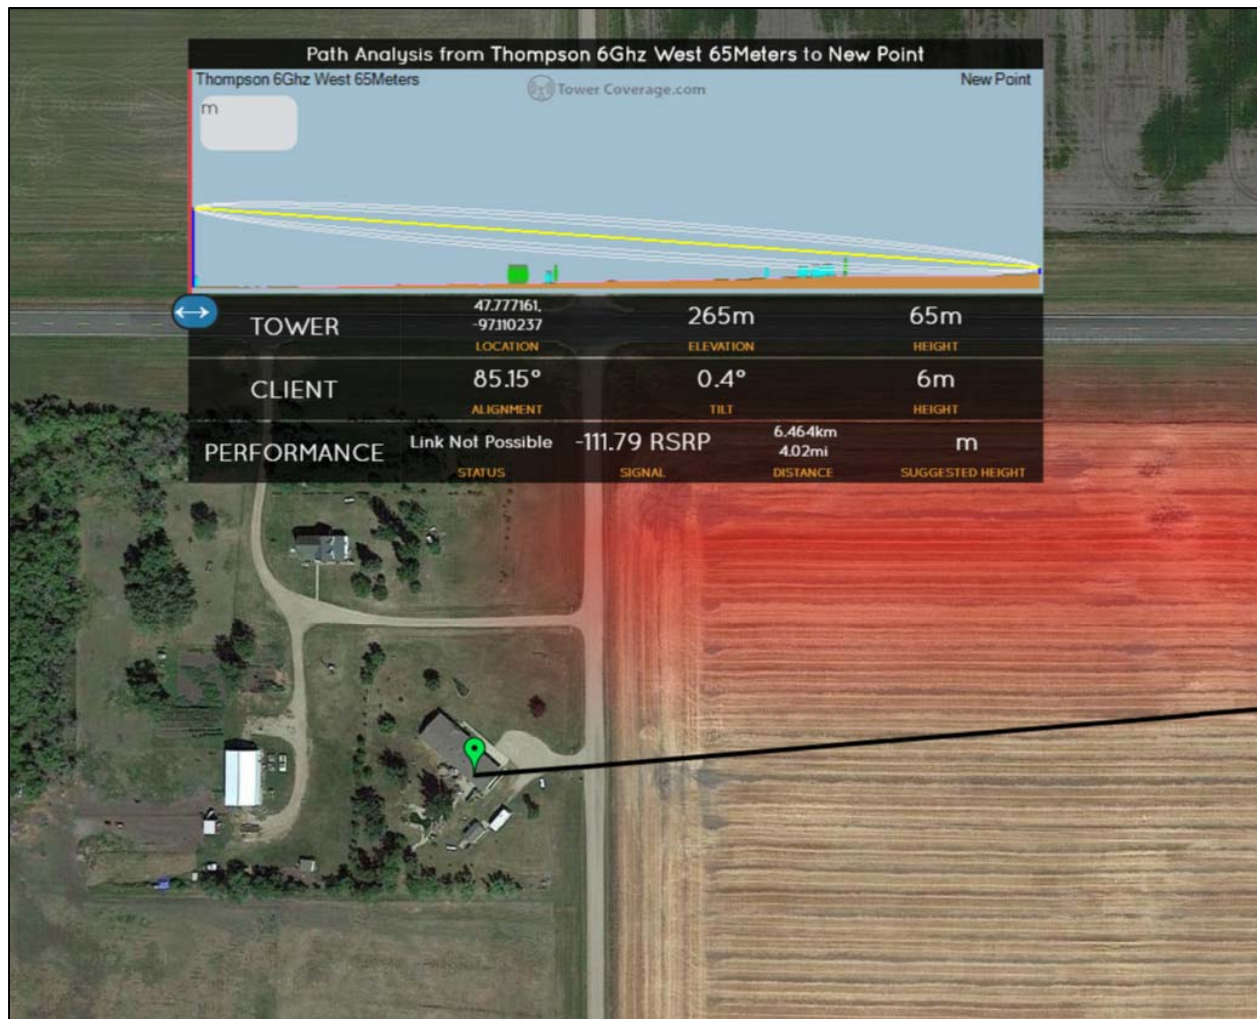 Path Analysis from Thompson 6Ghz West 65Meters to New Point
Thompson 6Ghz West 65Meters
Tower Coverage.com
New Point
m
TOWER
47.777161,
-97.110237
LOCATION
265m
ELEVATION
65m
HEIGHT
CLIENT
85.15°
ALIGNMENT
0.4°
TILT
6m
HEIGHT
PERFORMANCE
Link Not Possible
STATUS
-111.79 RSRP
SIGNAL
6.464km
4.02mi
DISTANCE
m
SUGGESTED HEIGHT